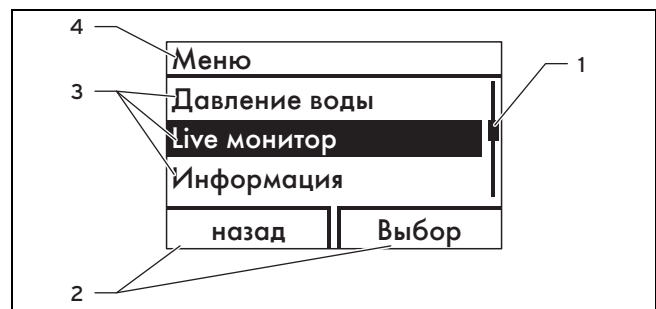 4
Меню
1
3
Давление воды
Live монитор
Информация
назад Выбор
2